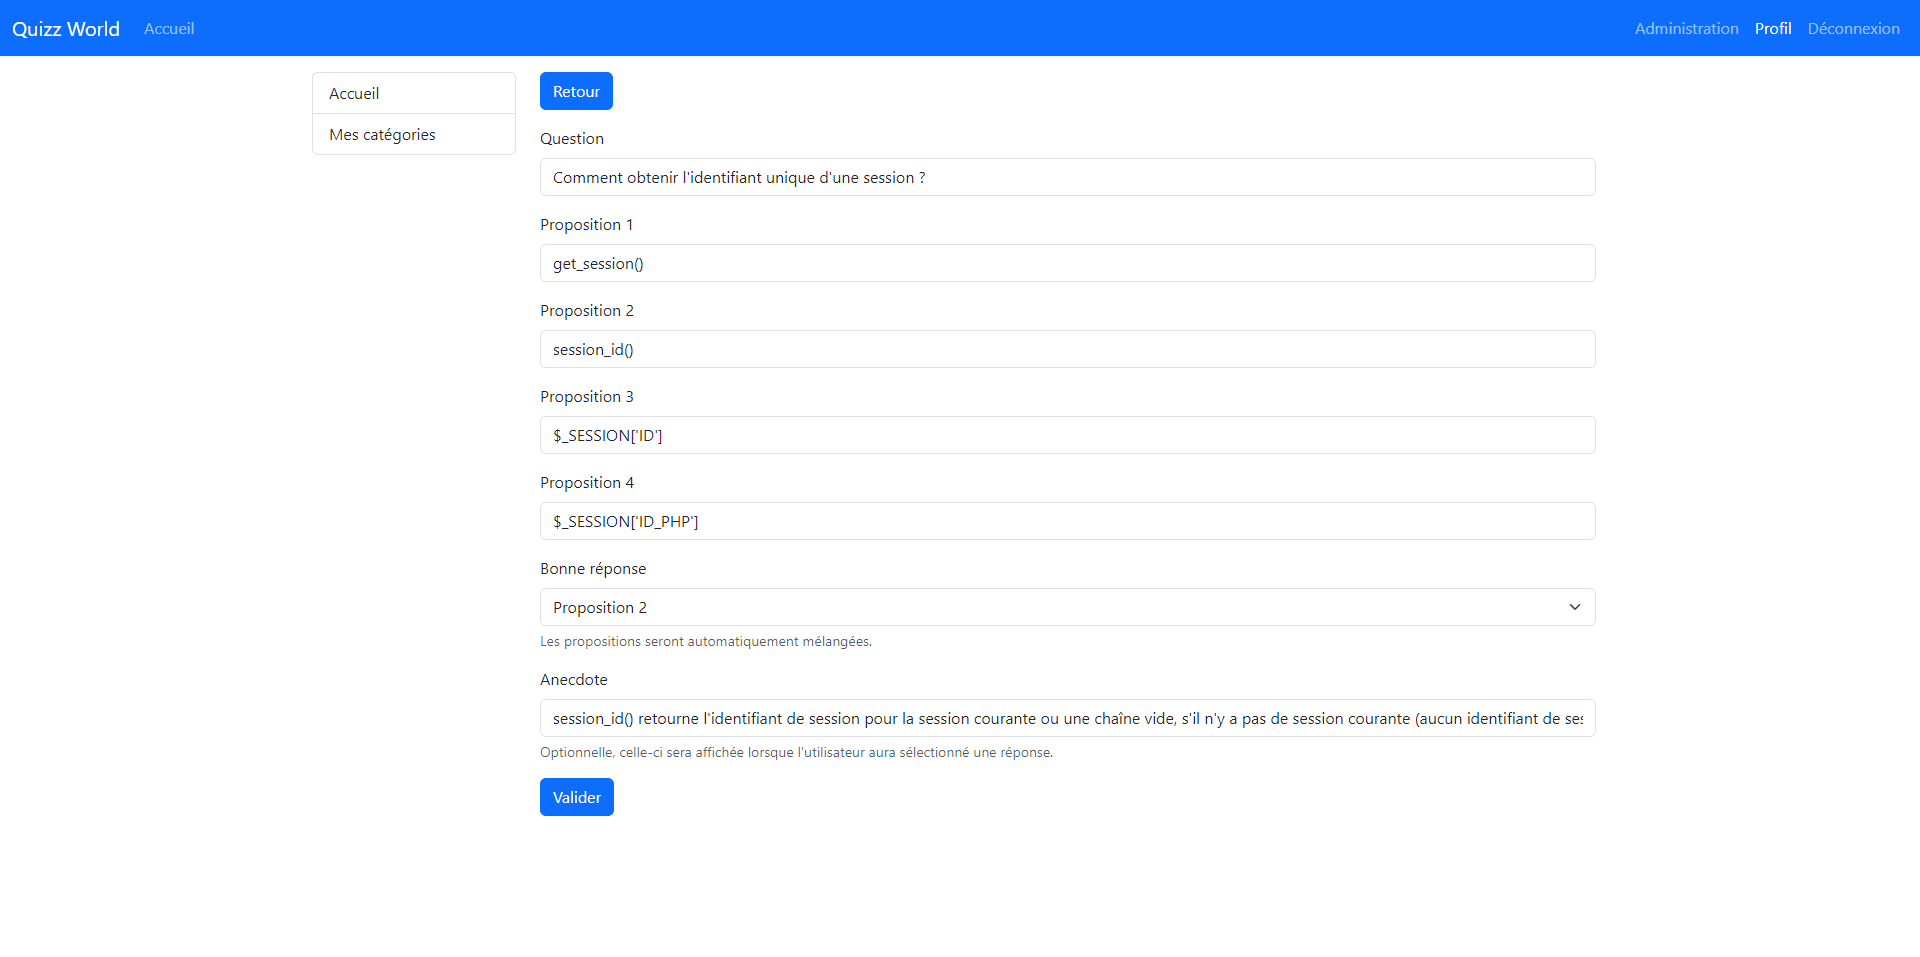 Quizz World Accueil Administration Profil Déconnexion
Accueil
Mes catégories
Retour
Question
Comment obtenir l'identifiant unique d'une session ?
Proposition 1
get_session()
Proposition 2
session_id()
Proposition 3
$_SESSION['ID']
Proposition 4
$_SESSION['ID_PHP']
Bonne réponse
Proposition 2
Les propositions seront automatiquement mélangées.
Anecdote
session_id() retourne l'identifiant de session pour la session courante ou une chaîne vide, s'il n'y a pas de session courante (aucun identifiant de
Optionnelle, celle-ci sera affichée lorsque l'utilisateur aura sélectionné une réponse.
Valider